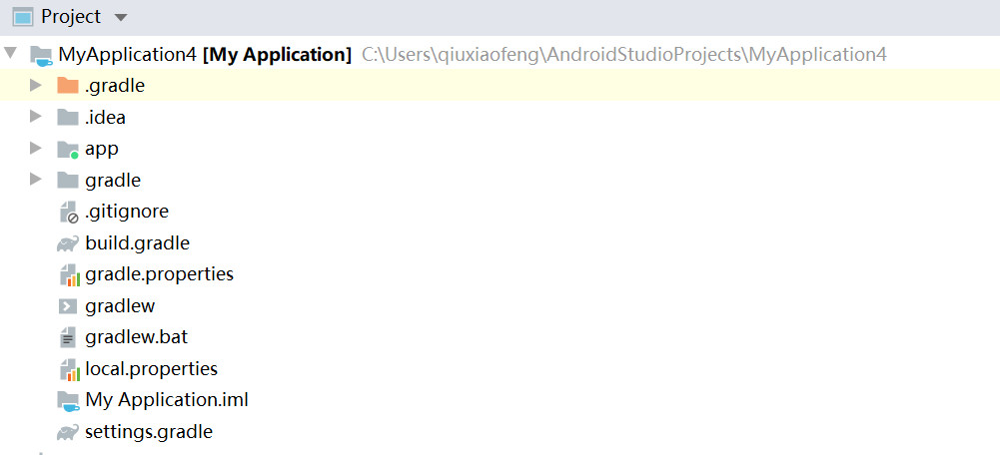 Project
MyApplication4 [My Application] C:\Users\qiuxiaofeng\AndroidStudioProjects\MyApplication4
.gradle
.idea
app
gradle
.gitignore
build.gradle
gradle.properties
gradlew
gradlew.bat
local.properties
My Application.iml
settings.gradle